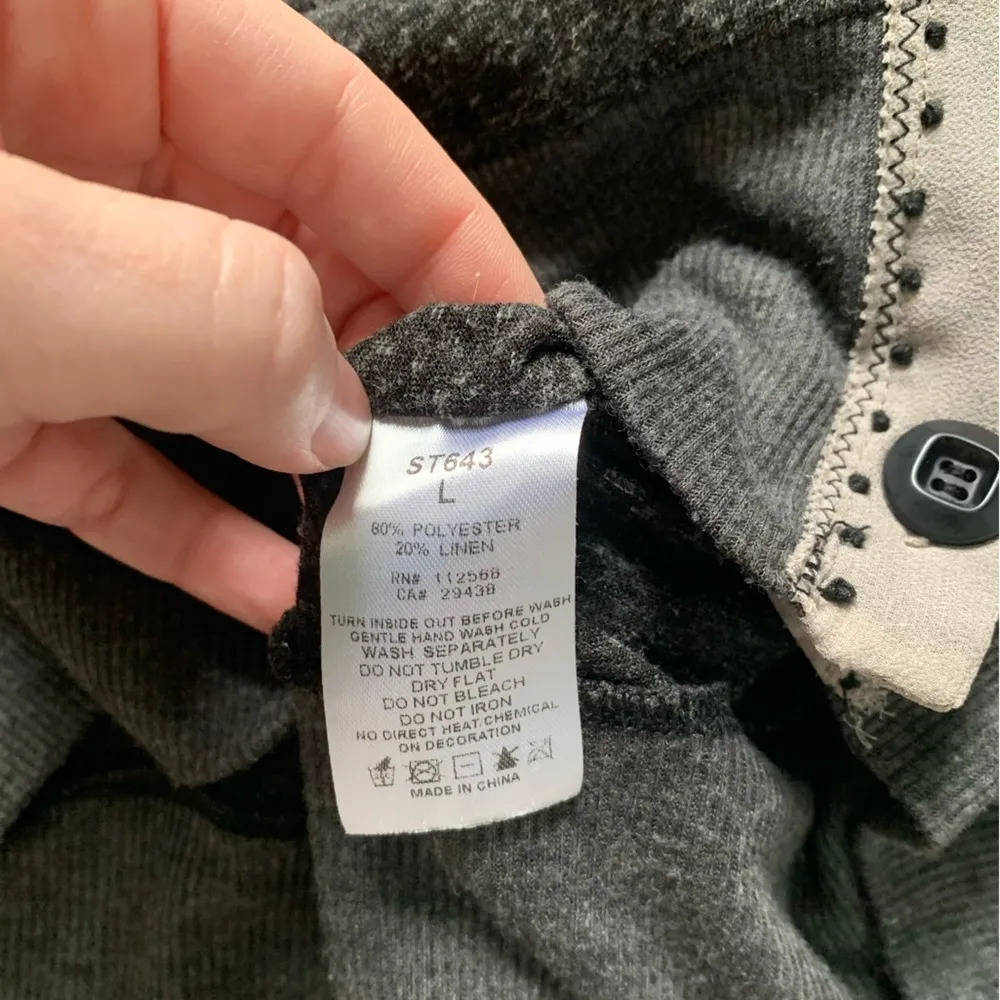 ST643
L
80% POLYESTER
20% LINEN
RN# 112568
CA# 29438
TURN INSIDE OUT BEFORE WASH
GENTLE HAND WASH COLD
WASH SEPARATELY
DO NOT TUMBLE DRY
DRY FLAT
DO NOT BLEACH
DO NOT IRON
NO DIRECT HEAT/CHEMICAL
ON DECORATION
MADE IN CHINA